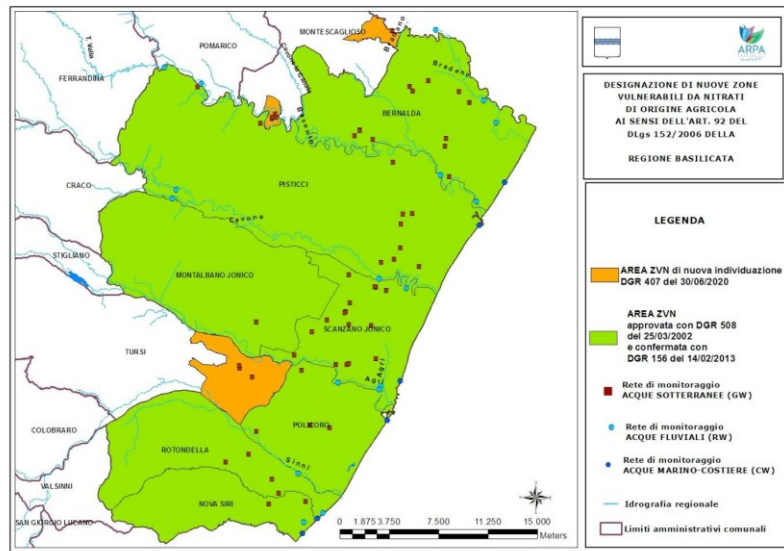 MONTESCAGLIOSO
POMARICO
T. Vella
FERRANDINA
Bradano
Bradano
Basento
BERNALDA
PISTICCI
CRACO
Cavone
STIGLIANO
MONTALBANO JONICO
SCANZANO JONICO
TURSI
Agri
Agri
COLOBRARO
POLICORO
ROTONDELLA
Sinni
VALSINNI
NOVA SIRI
SAN GIORGIO LUCANO
0 1.875 3.750 7.500 11.250 15.000
Meters
ARPA
DESIGNAZIONE DI NUOVE ZONE
VULNERABILI DA NITRATI
DI ORIGINE AGRICOLA
AI SENSI DELL'ART. 92 DEL
DLgs 152/2006 DELLA
REGIONE BASILICATA
LEGENDA
AREA ZVN di nuova individuazione
DGR 407 del 30/06/2020
AREA ZVN
approvata con DGR 508
del 25/03/2002
e confermata con
DGR 156 del 14/02/2013
Rete di monitoraggio
ACQUE SOTTERRANEE (GW)
Rete di monitoraggio
ACQUE FLUVIALI (RW)
Rete di monitoraggio
ACQUE MARINO-COSTIERE (CW)
Idrografia regionale
Limiti amministrativi comunali